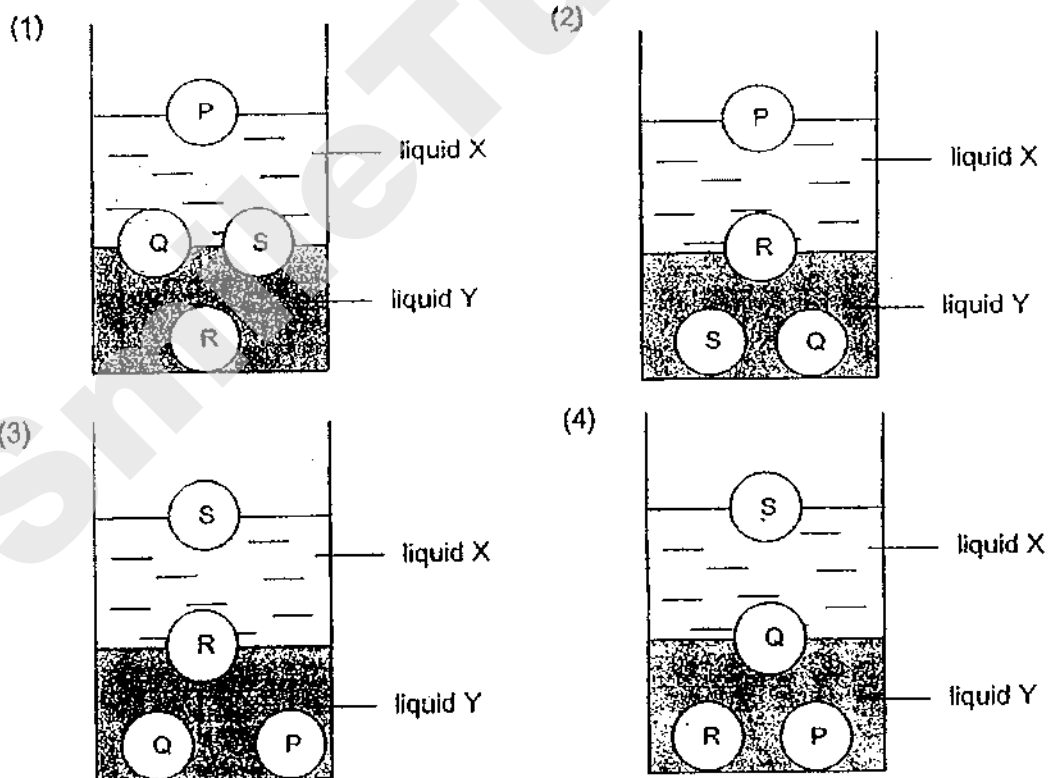 (1)
P
liquid X
Q S
liquid Y
R
(2)
P
liquid X
R
liquid Y
S Q
(3)
S
liquid X
R
liquid Y
Q P
(4)
S
liquid X
Q
liquid Y
R P